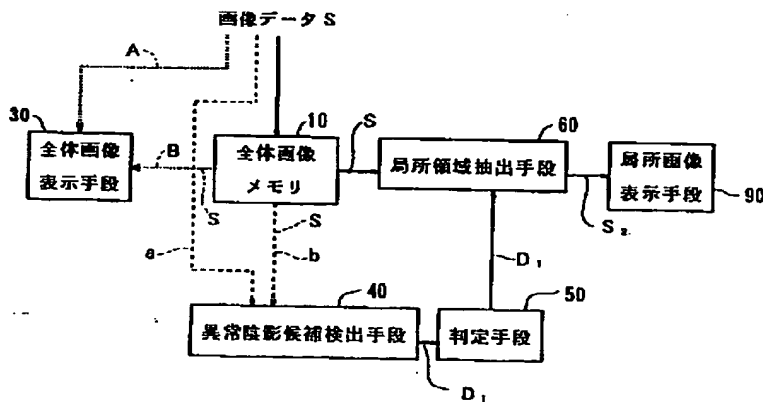 画像データS
A
30
全体画像
表示手段
B
S
10
全体画像
メモリ
S
60
局所領域抽出手段
局所画像
表示手段
90
S₂
S
b
a
D₁
40
異常陰影候補検出手段
50
判定手段
D₁